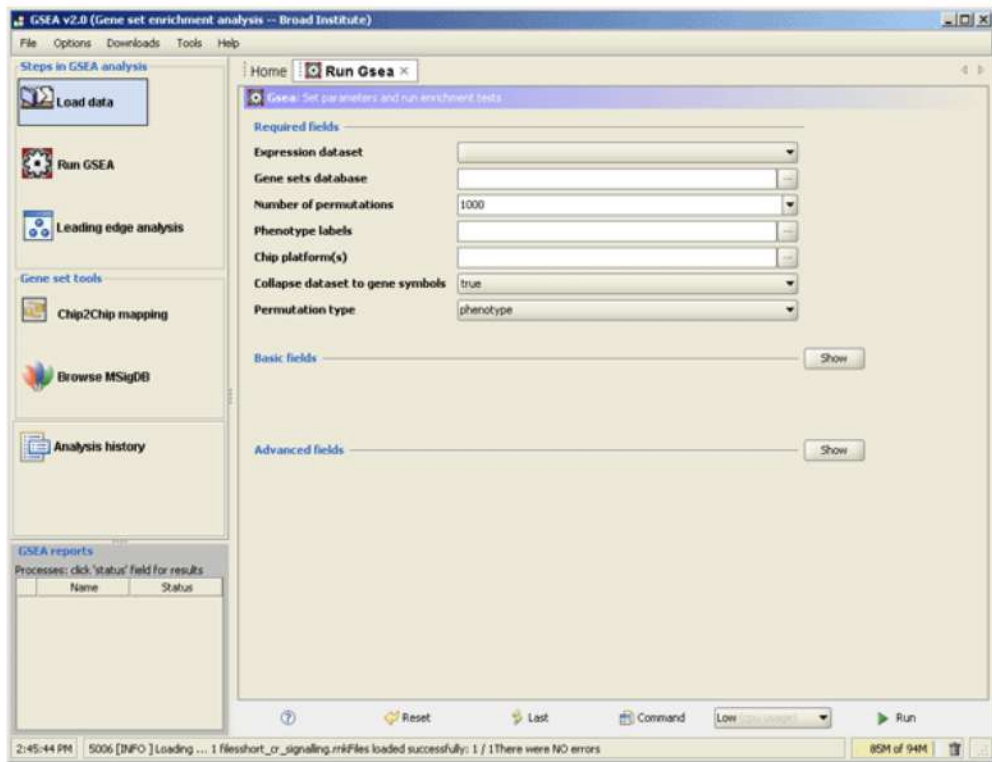 GSEA v2.0 (Gene set enrichment analysis -- Broad Institute)
File Options Downloads Tools Help
Steps in GSEA analysis
Load data
Run GSEA
Leading edge analysis
Gene set tools
Chip2Chip mapping
Browse MSigDB
Analysis history
GSEA reports
Processes: click 'status' field for results
Name Status
Home Run Gsea
Gsea: Set parameters and run enrichment tests
Required fields
Expression dataset
Gene sets database
Number of permutations 1000
Phenotype labels
Chip platform(s)
Collapse dataset to gene symbols true
Permutation type phenotype
Basic fields Show
Advanced fields Show
Reset Last Command Low (cpu usage) Run
2:45:44 PM 5006 [INFO ] Loading ... 1 filesshort_cr_signalling.rnkFiles loaded successfully: 1 / 1There were NO errors 85M of 94M